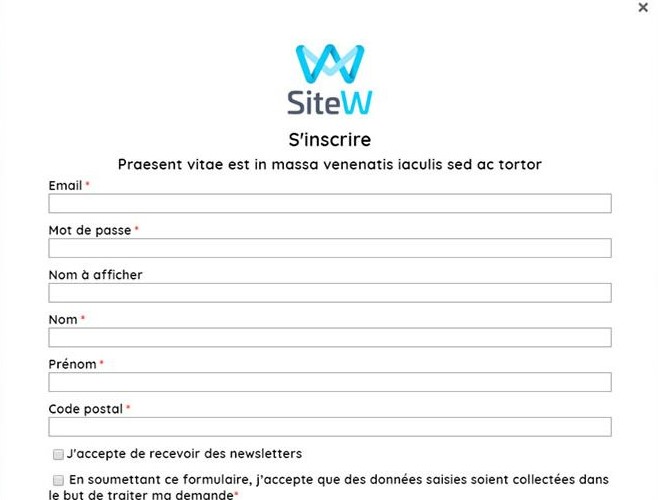 SiteW
S'inscrire
Praesent vitae est in massa venenatis iaculis sed ac tortor
Email *
Mot de passe *
Nom à afficher
Nom *
Prénom *
Code postal *
J'accepte de recevoir des newsletters
En soumettant ce formulaire, j'accepte que des données saisies soient collectées dans
le but de traiter ma demande*